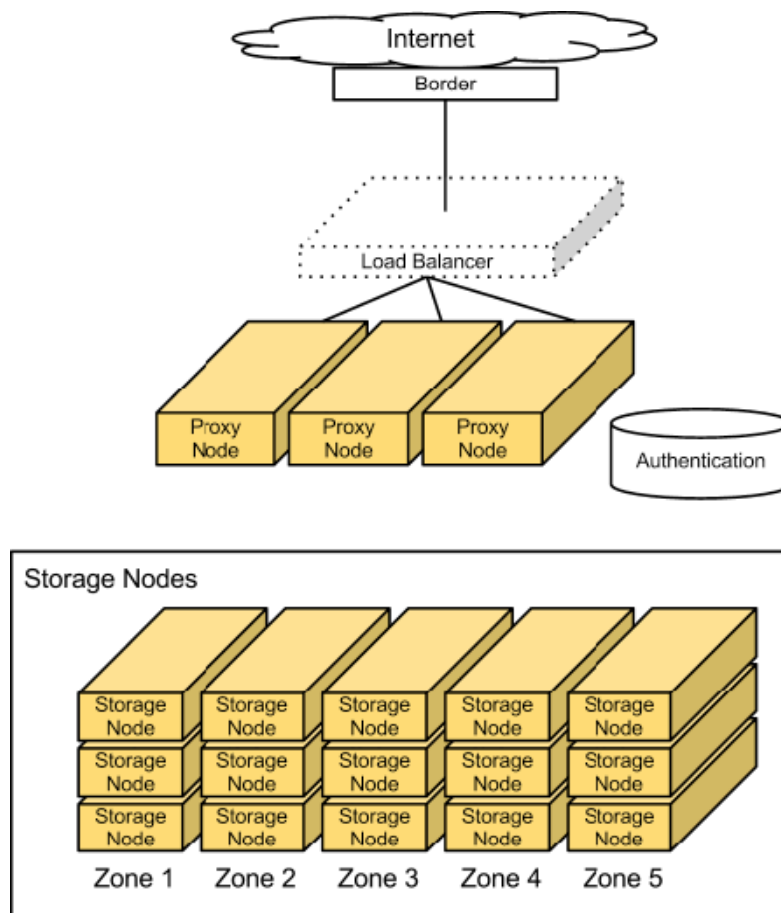 Internet
Border
Load Balancer
Proxy
Node
Proxy
Node
Proxy
Node
Authentication
Storage Nodes
Storage
Node
Storage
Node
Storage
Node
Storage
Node
Storage
Node
Storage
Node
Storage
Node
Storage
Node
Storage
Node
Storage
Node
Storage
Node
Storage
Node
Storage
Node
Storage
Node
Storage
Node
Zone 1
Zone 2
Zone 3
Zone 4
Zone 5